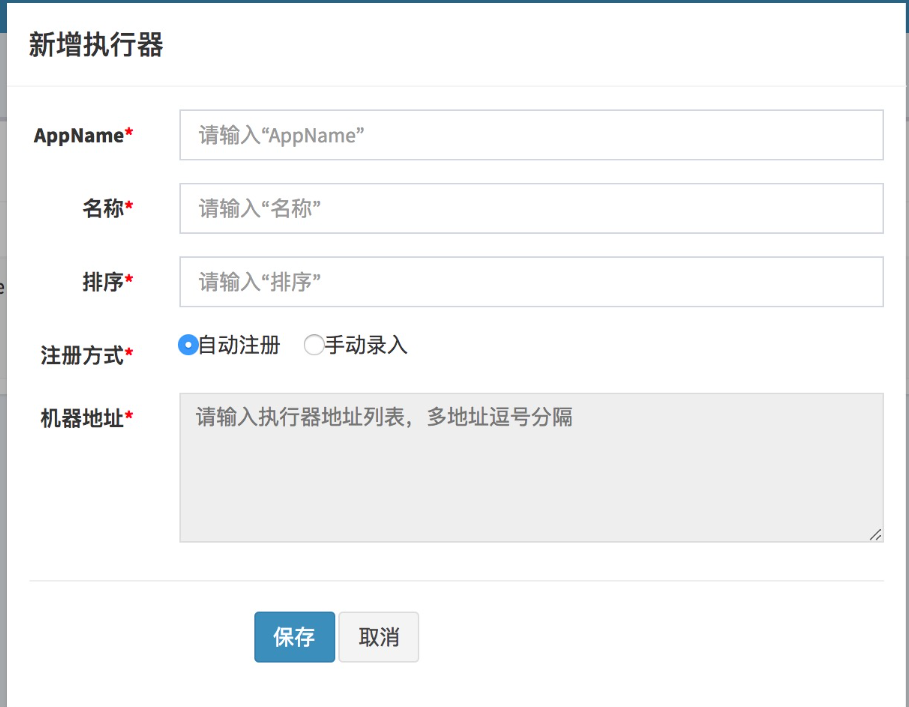 新增执行器
AppName* 请输入“AppName”
名称* 请输入“名称”
排序* 请输入“排序”
注册方式* 自动注册 手动录入
机器地址* 请输入执行器地址列表，多地址逗号分隔
保存 取消